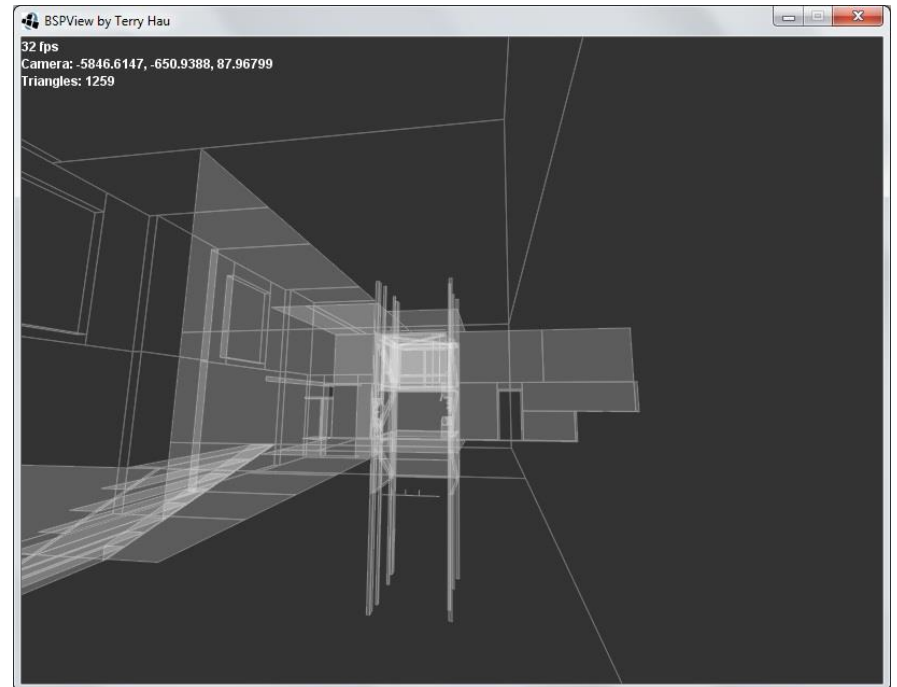 BSPView by Terry Hau
32 fps
Camera: -5846.6147, -650.9388, 87.96799
Triangles: 1259